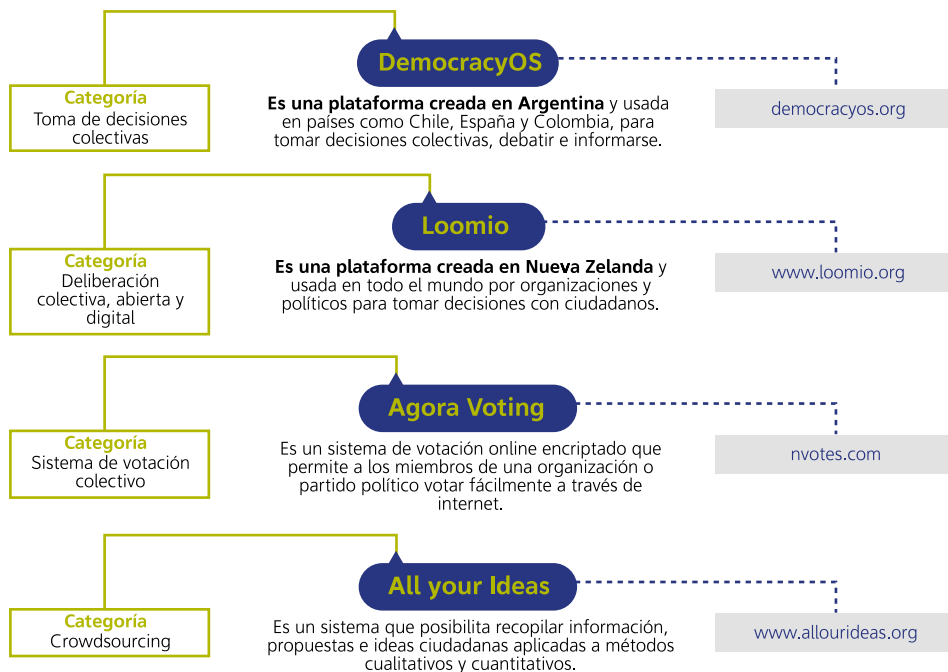 DemocracyOS
Categoría
Toma de decisiones
colectivas
Es una plataforma creada en Argentina y usada
en países como Chile, España y Colombia, para
tomar decisiones colectivas, debatir e informarse.
democracyos.org
Loomio
Categoría
Deliberación
colectiva, abierta y
digital
Es una plataforma creada en Nueva Zelanda y
usada en todo el mundo por organizaciones y
políticos para tomar decisiones con ciudadanos.
www.loomio.org
Agora Voting
Categoría
Sistema de votación
colectivo
Es un sistema de votación online encriptado que
permite a los miembros de una organización o
partido político votar fácilmente a través de
internet.
nvotes.com
All your Ideas
Categoría
Crowdsourcing
Es un sistema que posibilita recopilar información,
propuestas e ideas ciudadanas aplicadas a métodos
cualitativos y cuantitativos.
www.allourideas.org